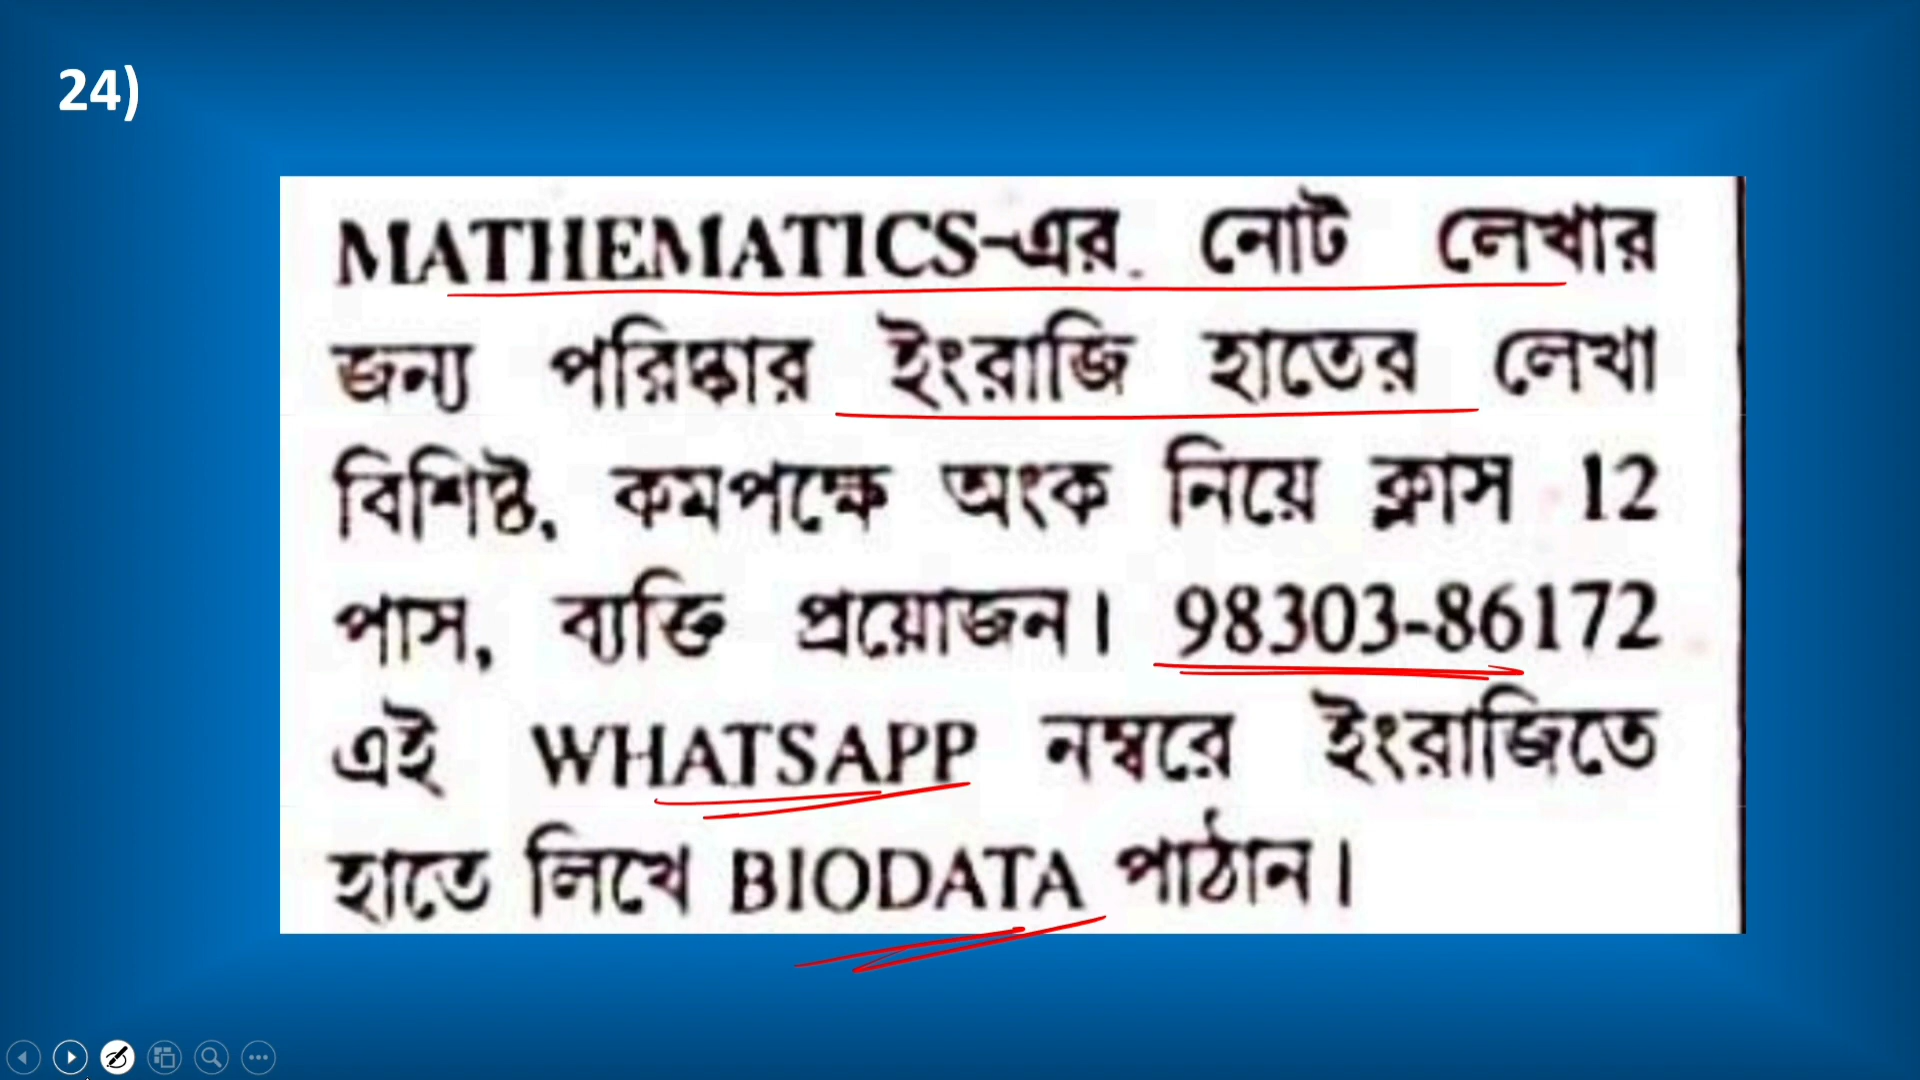 24)
MATHEMATICS-এর নোট লেখার
জন্য পরিষ্কার ইংরাজি হাতের লেখা
বিশিষ্ট, কমপক্ষে অংক নিয়ে ক্লাস 12
পাস, ব্যক্তি প্রয়োজন। 98303-86172
এই WHATSAPP নম্বরে ইংরাজিতে
হাতে লিখে BIODATA পাঠান।